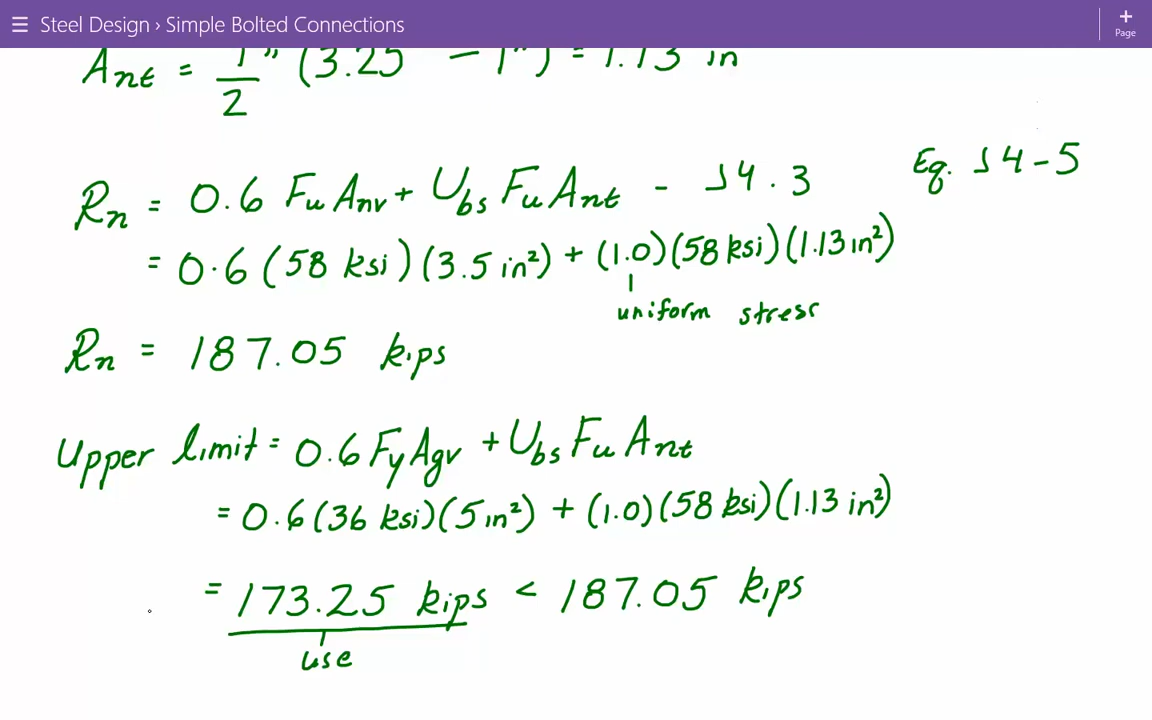 Steel Design › Simple Bolted Connections
Page
Ant = 1"/2 (3.25 - 1") = 1.13 in
Rn = 0.6 Fu Anv + Ubs Fu Ant - J4.3 Eq. J4-5
= 0.6 (58 ksi) (3.5 in²) + (1.0)(58 ksi)(1.13 in²)
uniform stress
Rn = 187.05 kips
Upper limit = 0.6 Fy Agv + Ubs Fu Ant
= 0.6 (36 ksi)(5 in²) + (1.0)(58 ksi)(1.13 in²)
= 173.25 kips < 187.05 kips
use